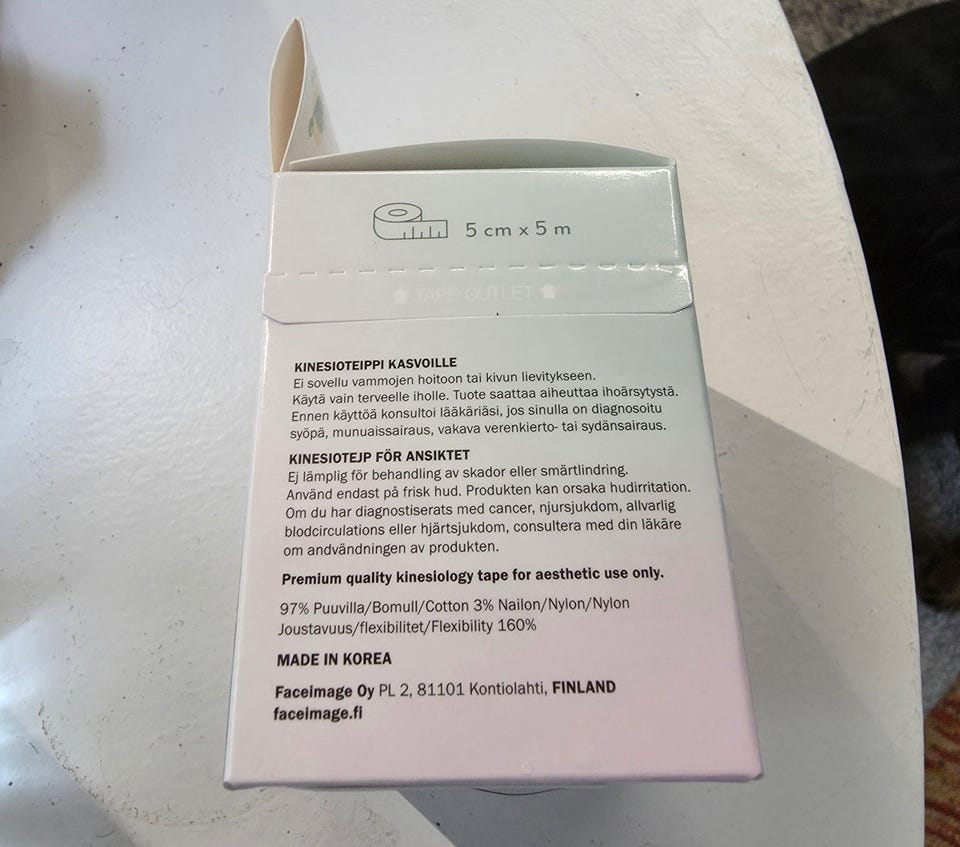 5 cm x 5 m
TAPE OUTLET
KINESIOTEIPPI KASVOILLE
Ei sovellu vammojen hoitoon tai kivun lievitykseen.
Käytä vain terveelle iholle. Tuote saattaa aiheuttaa ihoärsytystä.
Ennen käyttöä konsultoi lääkäriäsi, jos sinulla on diagnosoitu
syöpä, munuaissairaus, vakava verenkierto- tai sydänsairaus.
KINESIOTEJP FÖR ANSIKTET
Ej lämplig för behandling av skador eller smärtlindring.
Använd endast på frisk hud. Produkten kan orsaka hudirritation.
Om du har diagnostiserats med cancer, njursjukdom, allvarlig
blodcirculations eller hjärtsjukdom, consultera med din läkäre
om andvändningen av produkten.
Premium quality kinesiology tape for aesthetic use only.
97% Puuvilla/Bomull/Cotton 3% Nailon/Nylon/Nylon
Joustavuus/flexibilitet/Flexibility 160%
MADE IN KOREA
Faceimage Oy PL 2, 81101 Kontiolahti, FINLAND
faceimage.fi